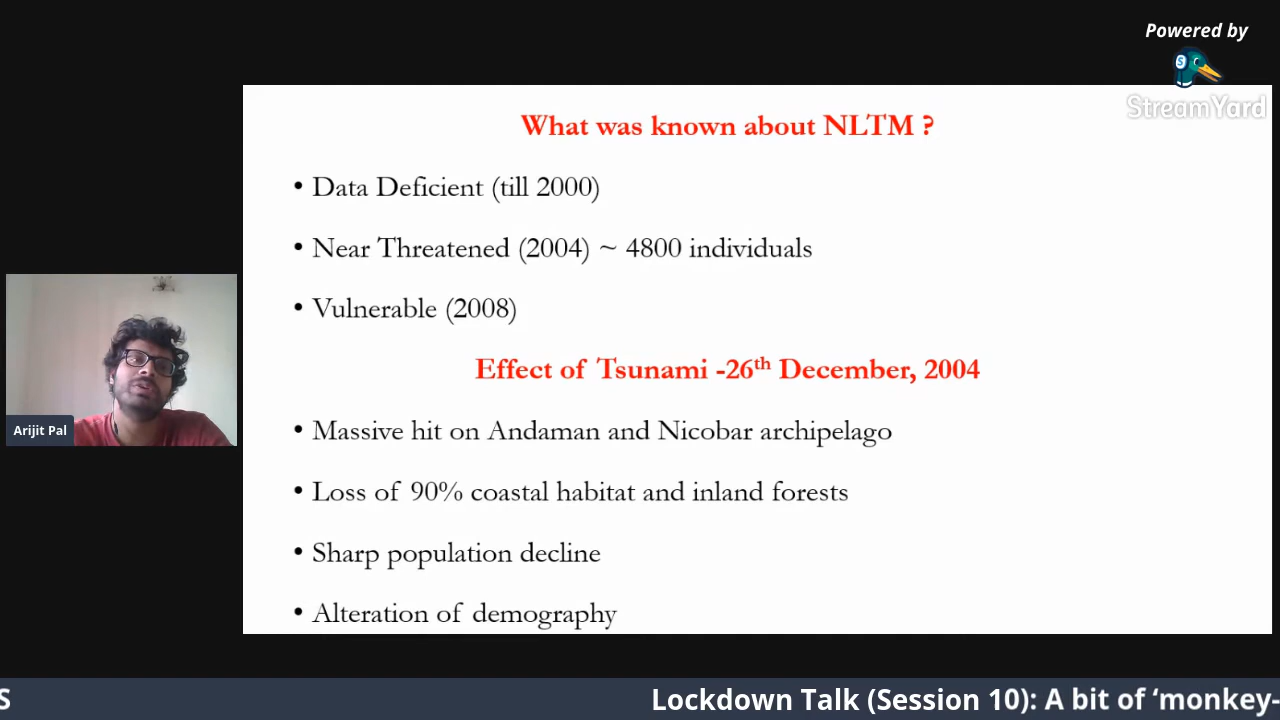 Powered by
StreamYard
What was known about NLTM ?
• Data Deficient (till 2000)
• Near Threatened (2004) ~ 4800 individuals
• Vulnerable (2008)
Effect of Tsunami -26th December, 2004
• Massive hit on Andaman and Nicobar archipelago
• Loss of 90% coastal habitat and inland forests
• Sharp population decline
• Alteration of demography
Arijit Pal
S Lockdown Talk (Session 10): A bit of ‘monkey-